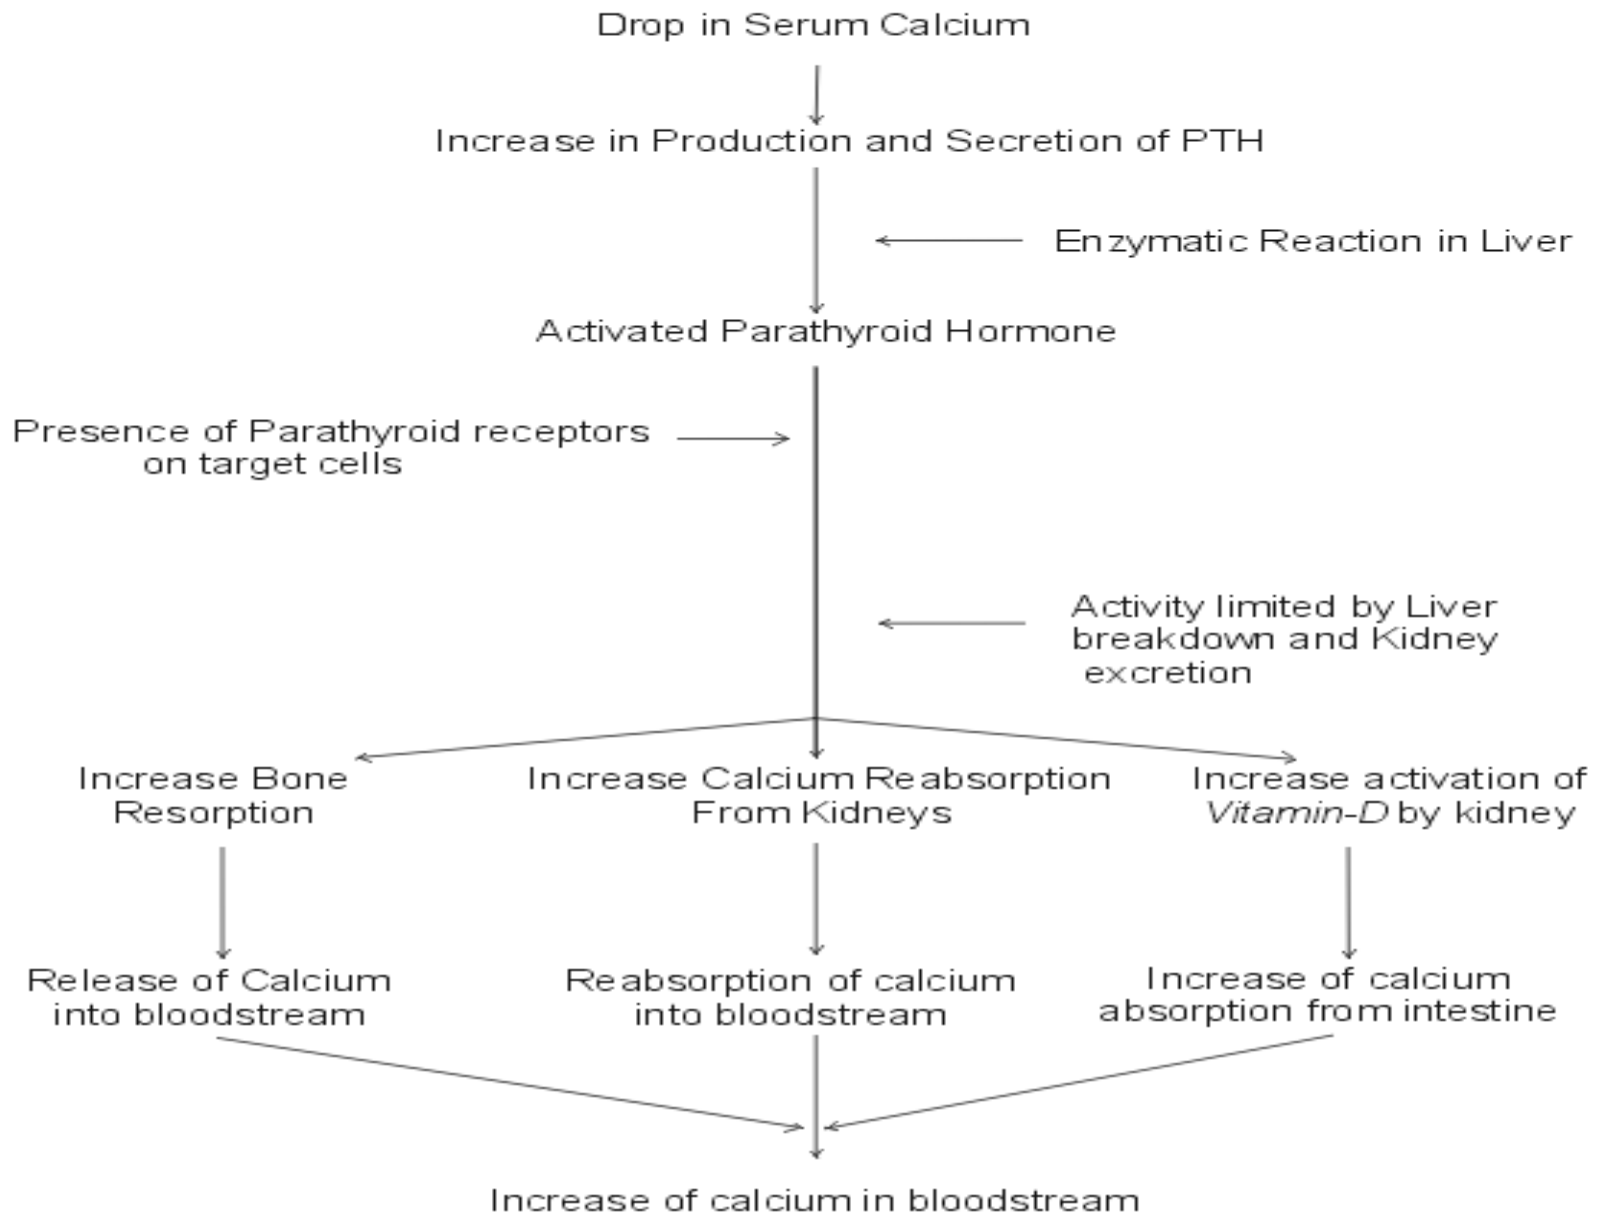 Drop in Serum Calcium
Increase in Production and Secretion of PTH
Enzymatic Reaction in Liver
Activated Parathyroid Hormone
Presence of Parathyroid receptors
on target cells
Activity limited by Liver
breakdown and Kidney
excretion
Increase Bone
Resorption
Increase Calcium Reabsorption
From Kidneys
Increase activation of
Vitamin-D by kidney
Release of Calcium
into bloodstream
Reabsorption of calcium
into bloodstream
Increase of calcium
absorption from intestine
Increase of calcium in bloodstream